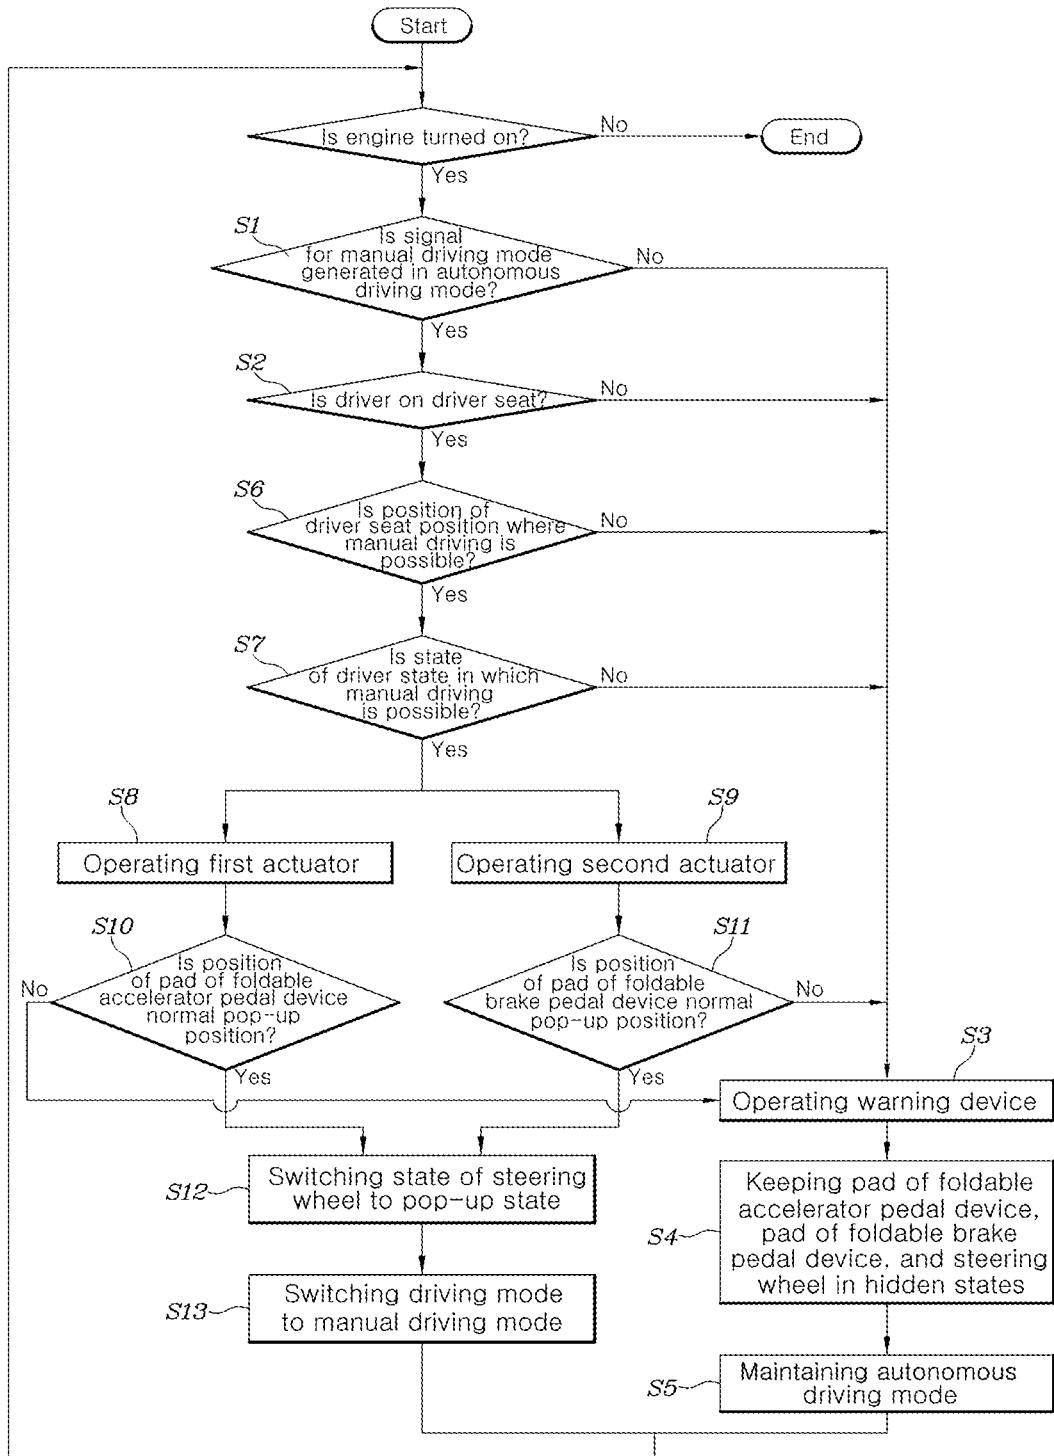 Start
Is engine turned on?
No
End
Yes
S1
Is signal
for manual driving mode
generated in autonomous
driving mode?
No
Yes
S2
Is driver on driver seat?
No
Yes
S6
Is position of
driver seat position where
manual driving is
possible?
No
Yes
S7
Is state
of driver state in which
manual driving
is possible?
No
Yes
S8
Operating first actuator
S9
Operating second actuator
S10
Is position
of pad of foldable
accelerator pedal device
normal pop-up
position?
No
Yes
S11
Is position
of pad of foldable
brake pedal device normal
pop-up position?
No
Yes
S3
Operating warning device
S12
Switching state of steering
wheel to pop-up state
S4
Keeping pad of foldable
accelerator pedal device,
pad of foldable brake
pedal device, and steering
wheel in hidden states
S13
Switching driving mode
to manual driving mode
S5
Maintaining autonomous
driving mode